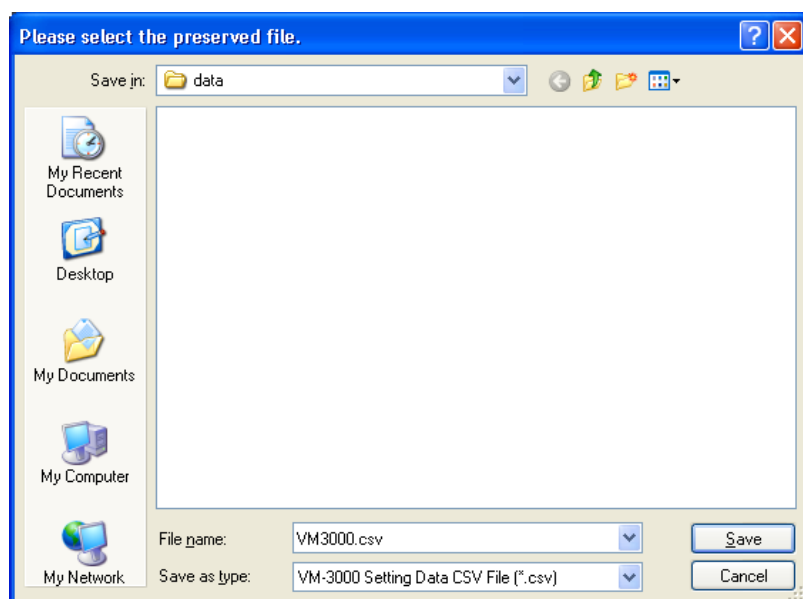 Please select the preserved file.
Save in:
data
My Recent
Documents
Desktop
My Documents
My Computer
My Network
File name:
VM3000.csv
Save
Save as type:
VM-3000 Setting Data CSV File (*.csv)
Cancel